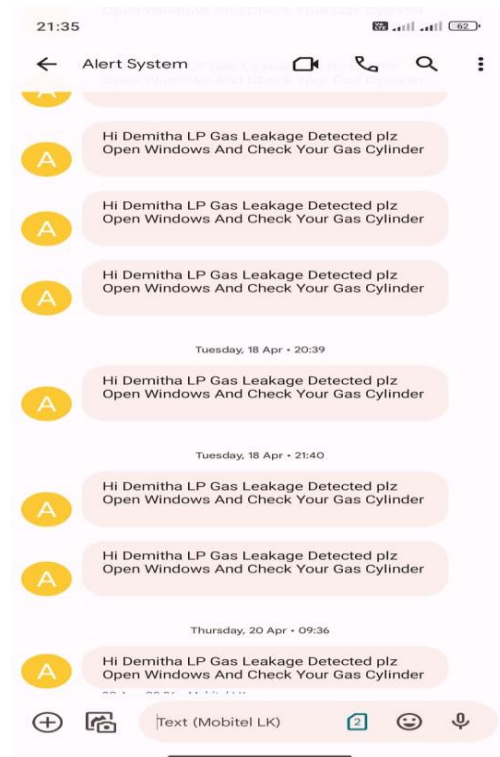 21:35
62
Alert System
Hi Demitha LP Gas Leakage Detected plz
Open Windows And Check Your Gas Cylinder
A
Hi Demitha LP Gas Leakage Detected plz
Open Windows And Check Your Gas Cylinder
A
Hi Demitha LP Gas Leakage Detected plz
Open Windows And Check Your Gas Cylinder
A
Tuesday, 18 Apr • 20:39
Hi Demitha LP Gas Leakage Detected plz
Open Windows And Check Your Gas Cylinder
A
Tuesday, 18 Apr • 21:40
Hi Demitha LP Gas Leakage Detected plz
Open Windows And Check Your Gas Cylinder
A
Hi Demitha LP Gas Leakage Detected plz
Open Windows And Check Your Gas Cylinder
A
Thursday, 20 Apr • 09:36
Hi Demitha LP Gas Leakage Detected plz
Open Windows And Check Your Gas Cylinder
A
Text (Mobitel LK)
2